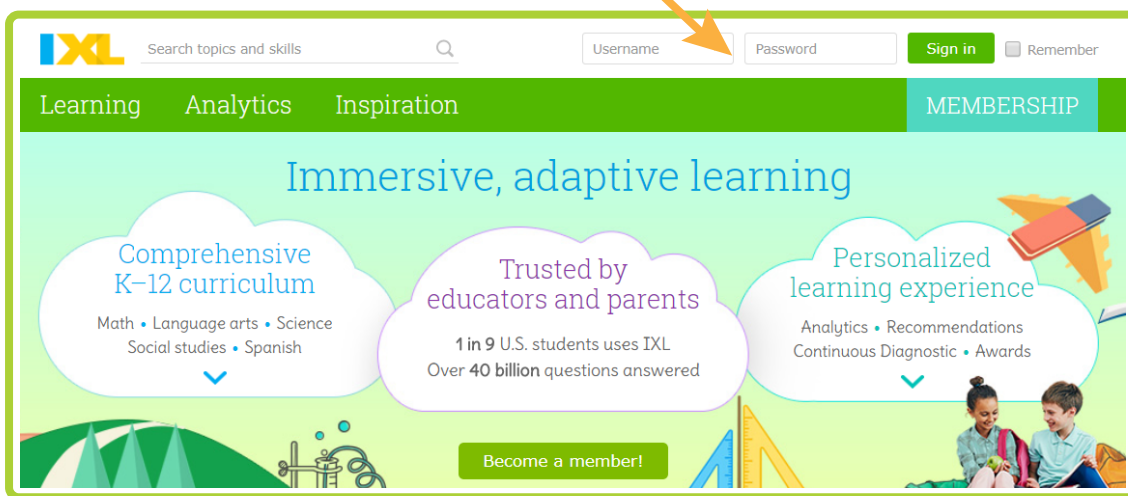 IXL Search topics and skills Username Password Sign in Remember
Learning Analytics Inspiration MEMBERSHIP
Immersive, adaptive learning
Comprehensive
K–12 curriculum
Math • Language arts • Science
Social studies • Spanish
Trusted by
educators and parents
1 in 9 U.S. students uses IXL
Over 40 billion questions answered
Personalized
learning experience
Analytics • Recommendations
Continuous Diagnostic • Awards
Become a member!